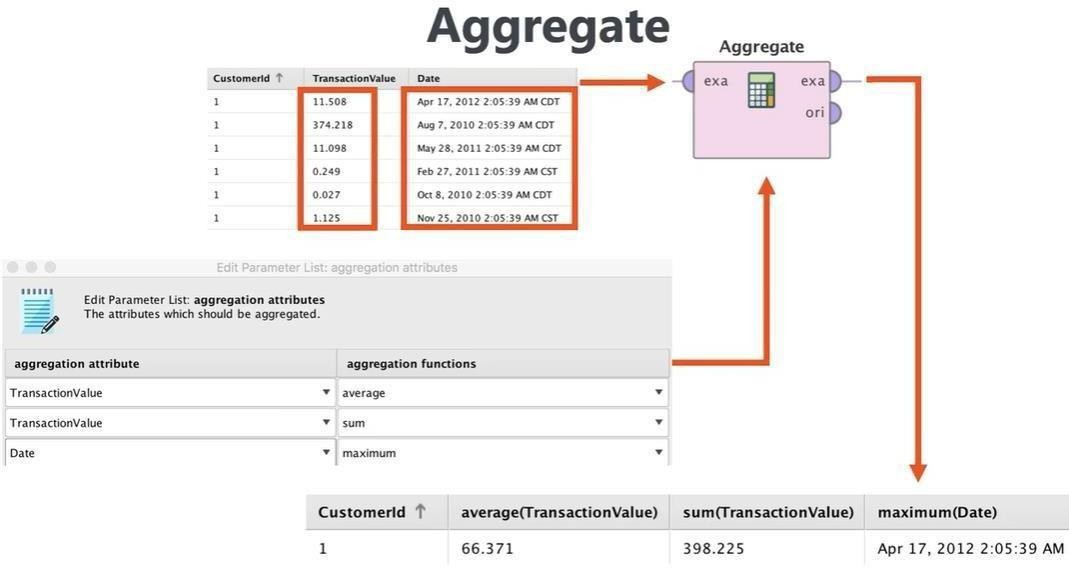 Aggregate
Aggregate
CustomerId ↑ TransactionValue Date
1 11.508 Apr 17, 2012 2:05:39 AM CDT
1 374.218 Aug 7, 2010 2:05:39 AM CDT
1 11.098 May 28, 2011 2:05:39 AM CDT
1 0.249 Feb 27, 2011 2:05:39 AM CST
1 0.027 Oct 8, 2010 2:05:39 AM CDT
1 1.125 Nov 25, 2010 2:05:39 AM CST
exa exa
ori
Edit Parameter List: aggregation attributes
Edit Parameter List: aggregation attributes
The attributes which should be aggregated.
aggregation attribute aggregation functions
TransactionValue average
TransactionValue sum
Date maximum
CustomerId ↑ average(TransactionValue) sum(TransactionValue) maximum(Date)
1 66.371 398.225 Apr 17, 2012 2:05:39 AM